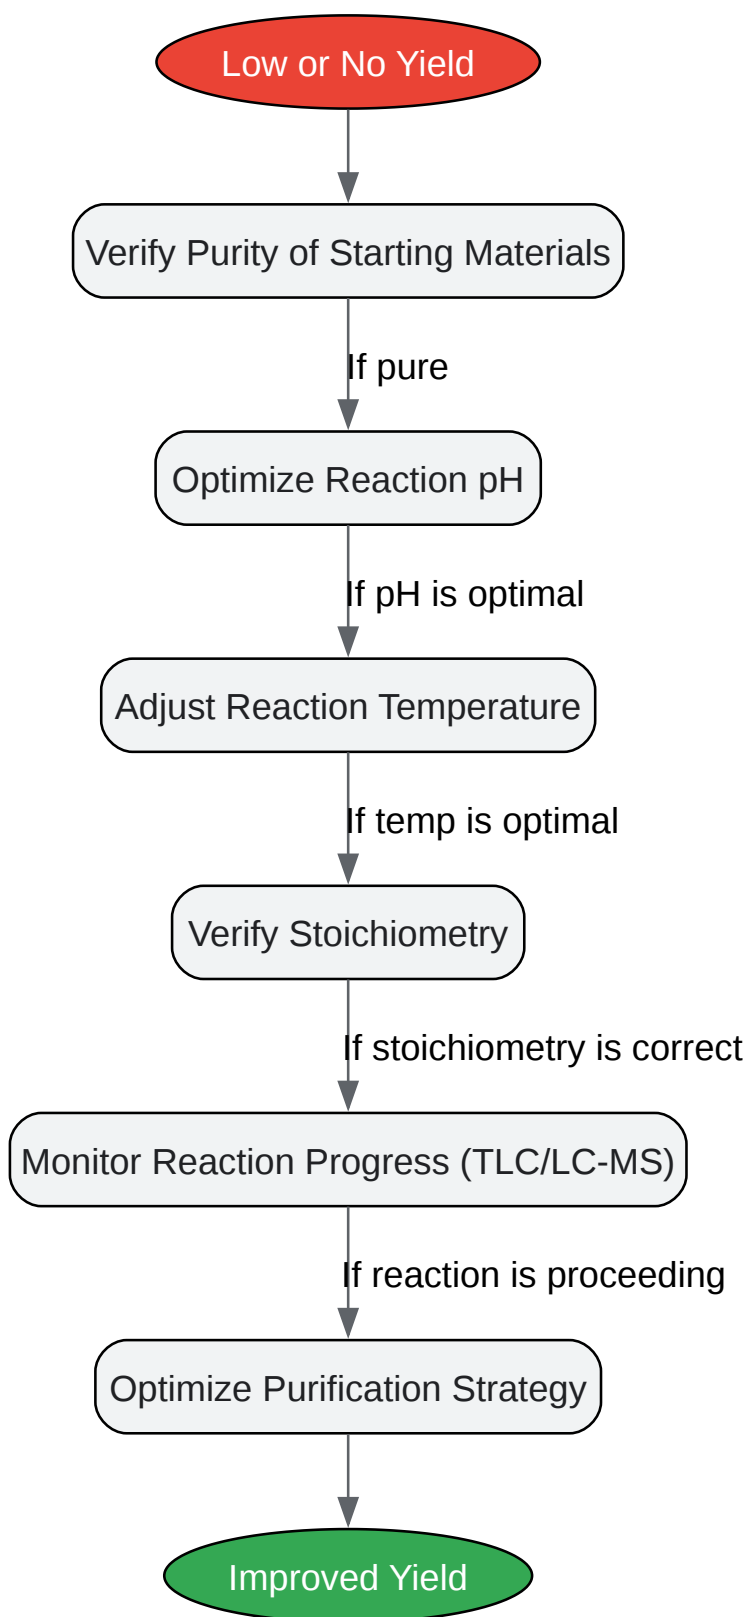 Low or No Yield
Verify Purity of Starting Materials
If pure
Optimize Reaction pH
If pH is optimal
Adjust Reaction Temperature
If temp is optimal
Verify Stoichiometry
If stoichiometry is correct
Monitor Reaction Progress (TLC/LC-MS)
If reaction is proceeding
Optimize Purification Strategy
Improved Yield